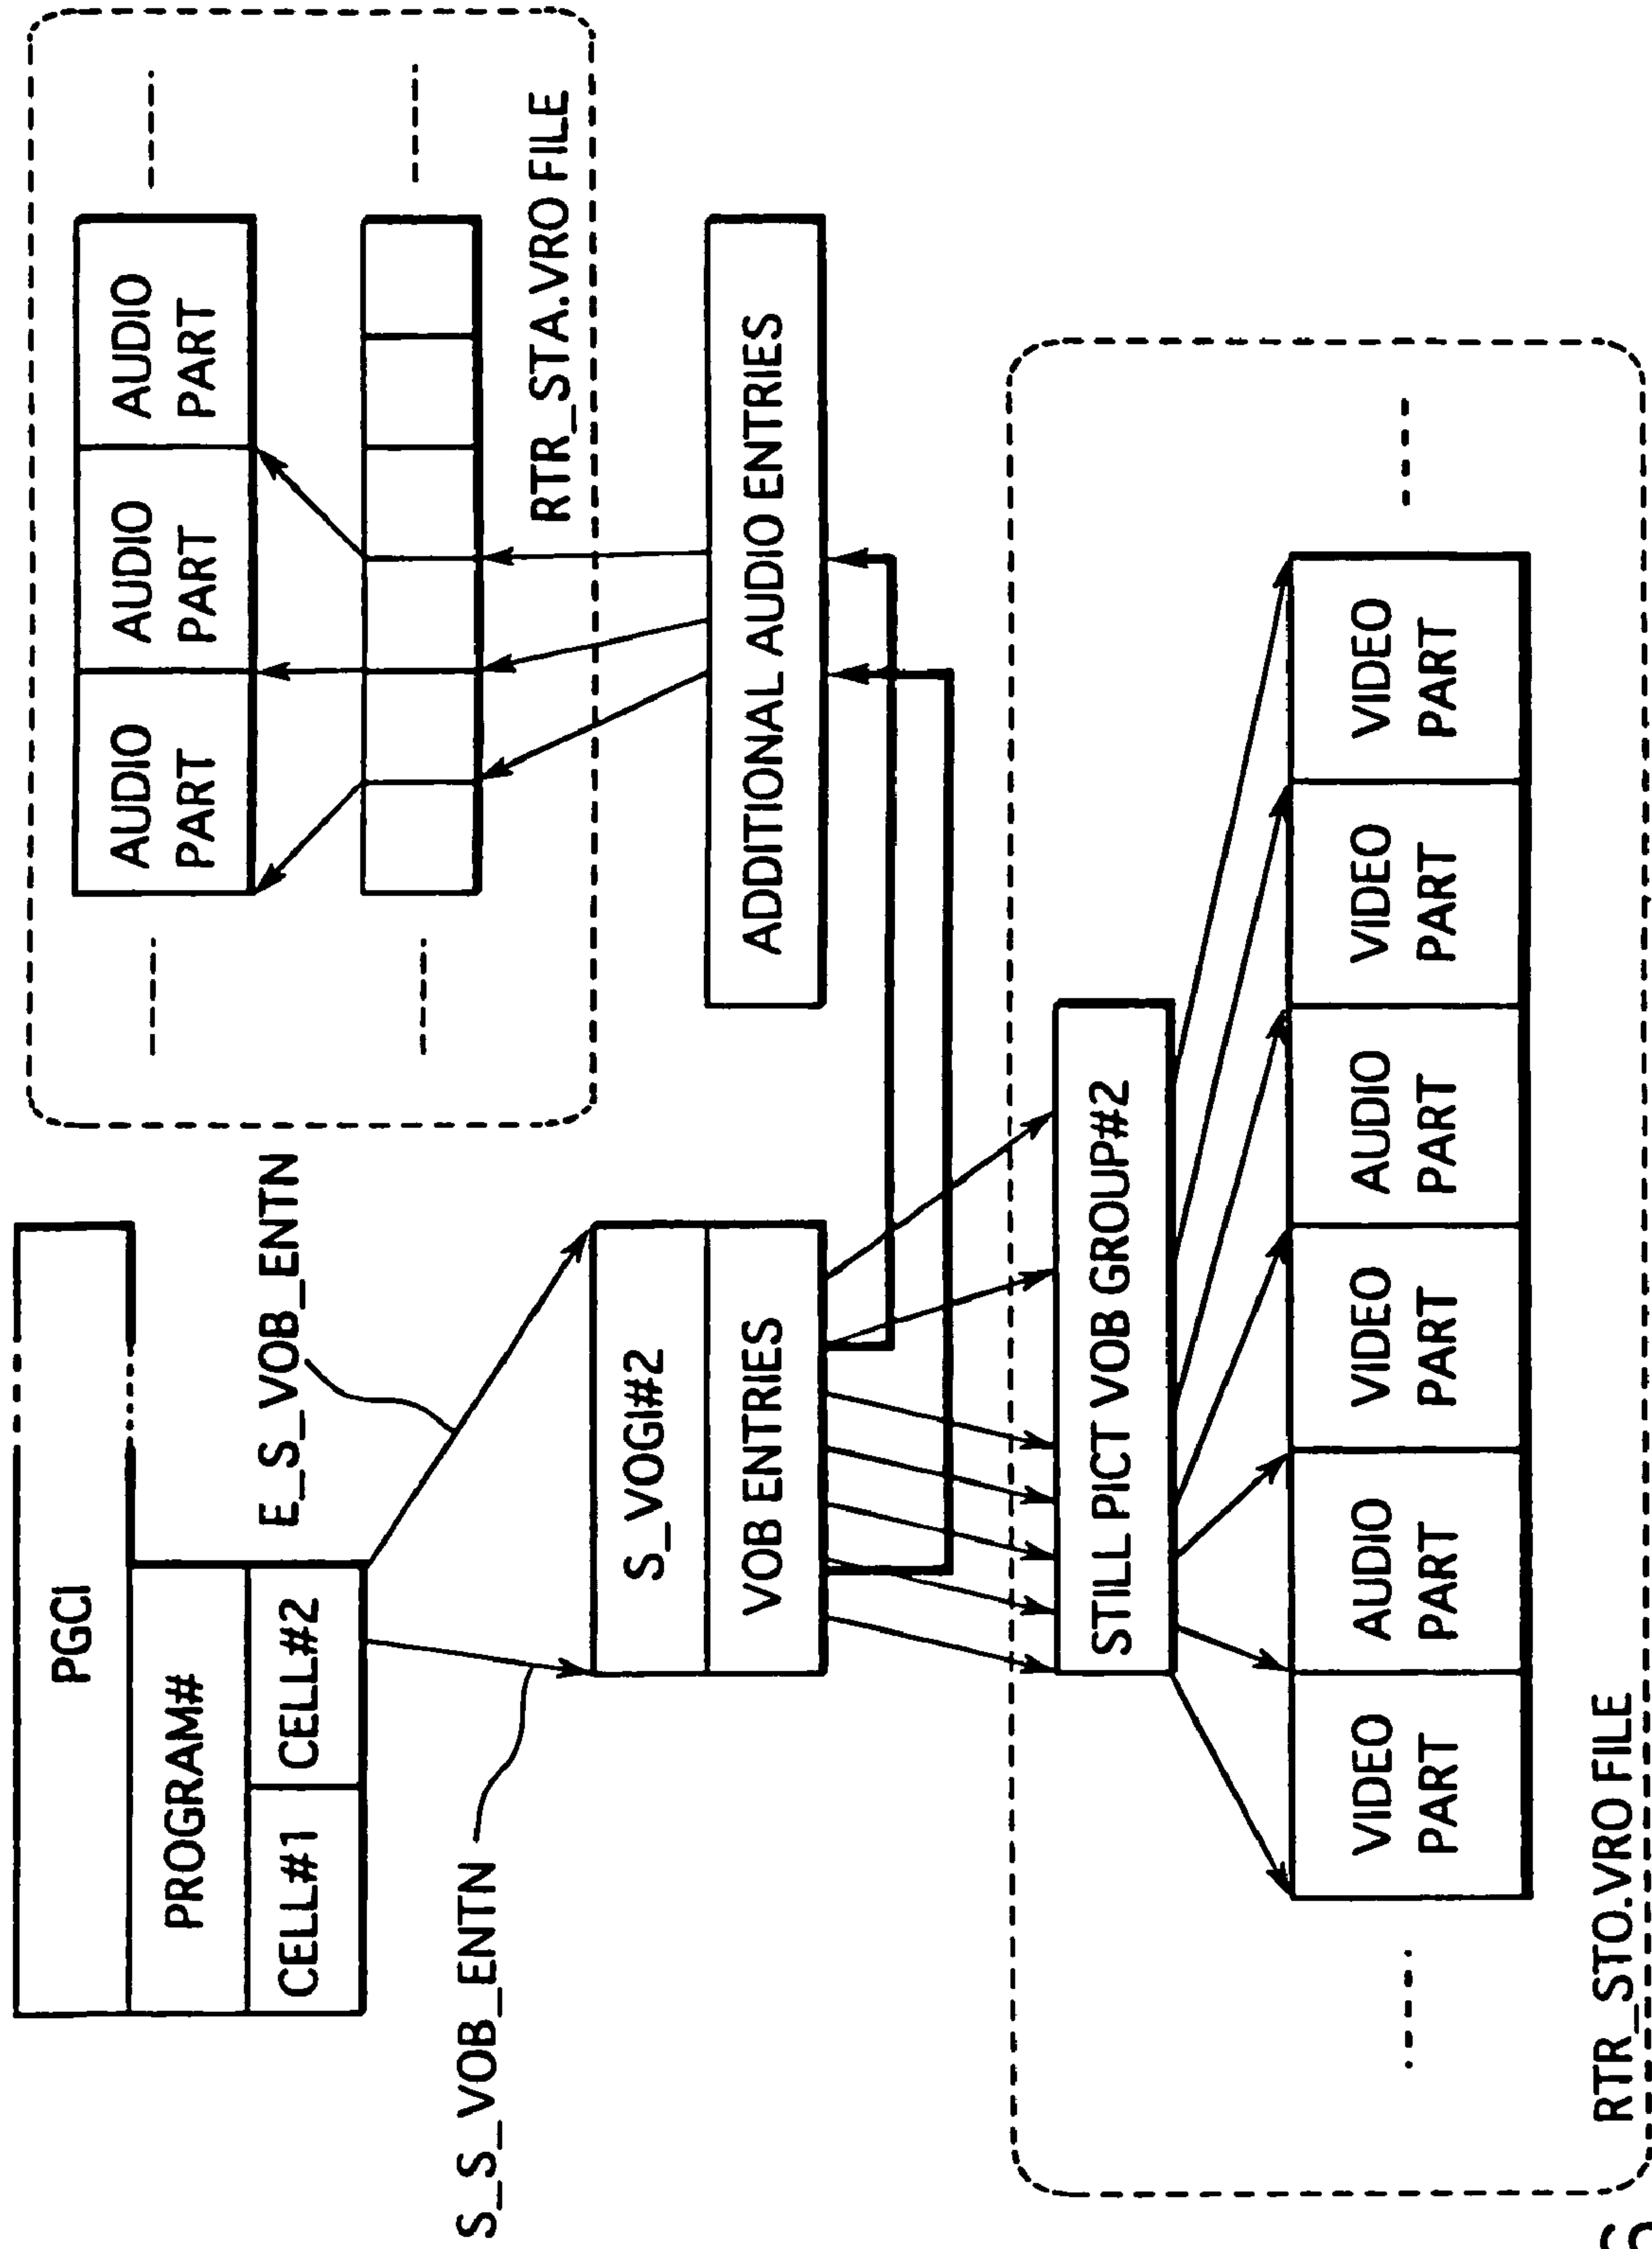 PGCI
PROGRAM#
CELL#1
CELL#2
E_S_VOB_ENTN
S_S_VOB_ENTN
AUDIO
PART
AUDIO
PART
AUDIO
PART
RTR_STA.VRO FILE
S_VOGI#2
VOB ENTRIES
ADDITIONAL AUDIO ENTRIES
STILL PICT VOB GROUP#2
VIDEO
PART
AUDIO
PART
VIDEO
PART
AUDIO
PART
VIDEO
PART
VIDEO
PART
RTR_STO.VRO FILE